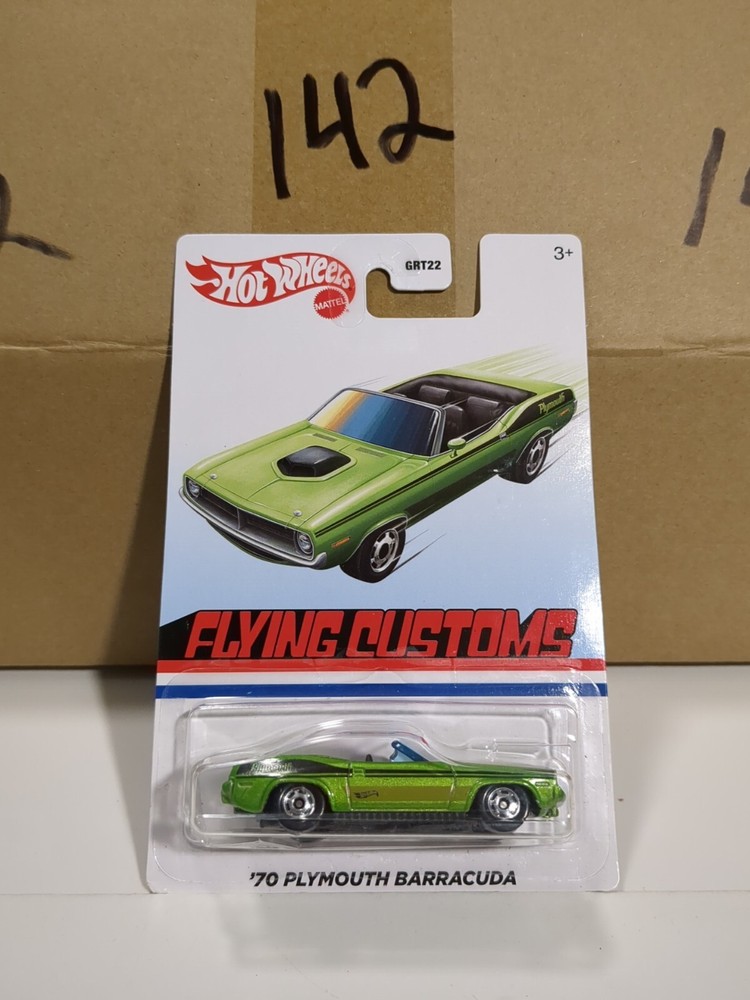 142
HOT WHEELS
MATTEL
GRT22
3+
Plymouth
FLYING CUSTOMS
'70 PLYMOUTH BARRACUDA